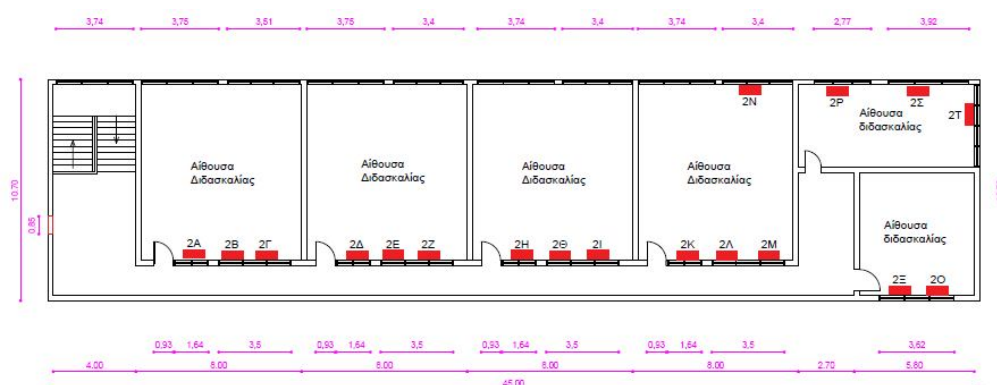 3,74 3,75 3,81 3,75 3,4 3,74 3,4 3,74 3,4 2,77 3,92
2Ν 2Ρ 2Σ
2Τ
Αίθουσα διδασκαλίας
Αίθουσα Διδασκαλίας
Αίθουσα Διδασκαλίας
Αίθουσα Διδασκαλίας
Αίθουσα Διδασκαλίας
10.70
0,85
Αίθουσα διδασκαλίας
2Α 2Β 2Γ 2Δ 2Ε 2Ζ 2Η 2Θ 2Ι 2Κ 2Λ 2Μ
2Ξ 2Ο
0,93 1,64 3,5 0,93 1,64 3,5 0,93 1,64 3,5 0,93 1,64 3,5 3,62
4.00 8.00 8.00 8.00 8.00 2.70 5.60
45.00